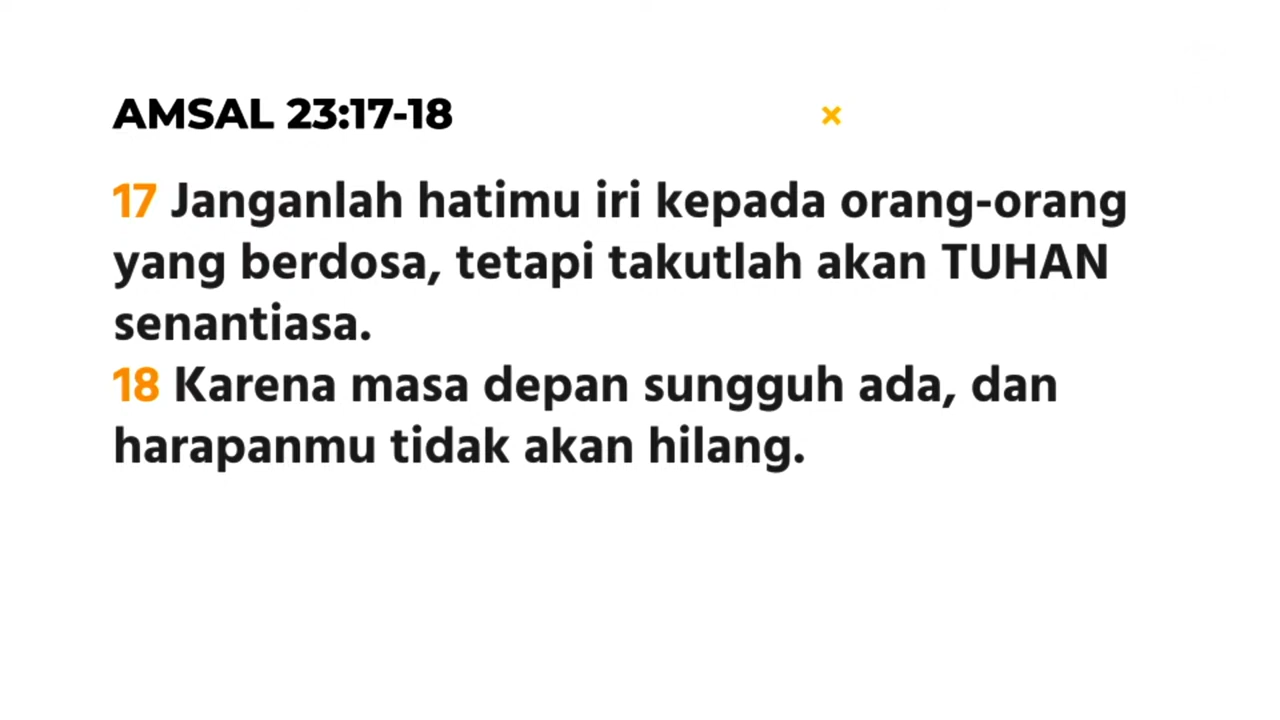 AMSAL 23:17-18
17 Janganlah hatimu iri kepada orang-orang
yang berdosa, tetapi takutlah akan TUHAN
senantiasa.
18 Karena masa depan sungguh ada, dan
harapanmu tidak akan hilang.